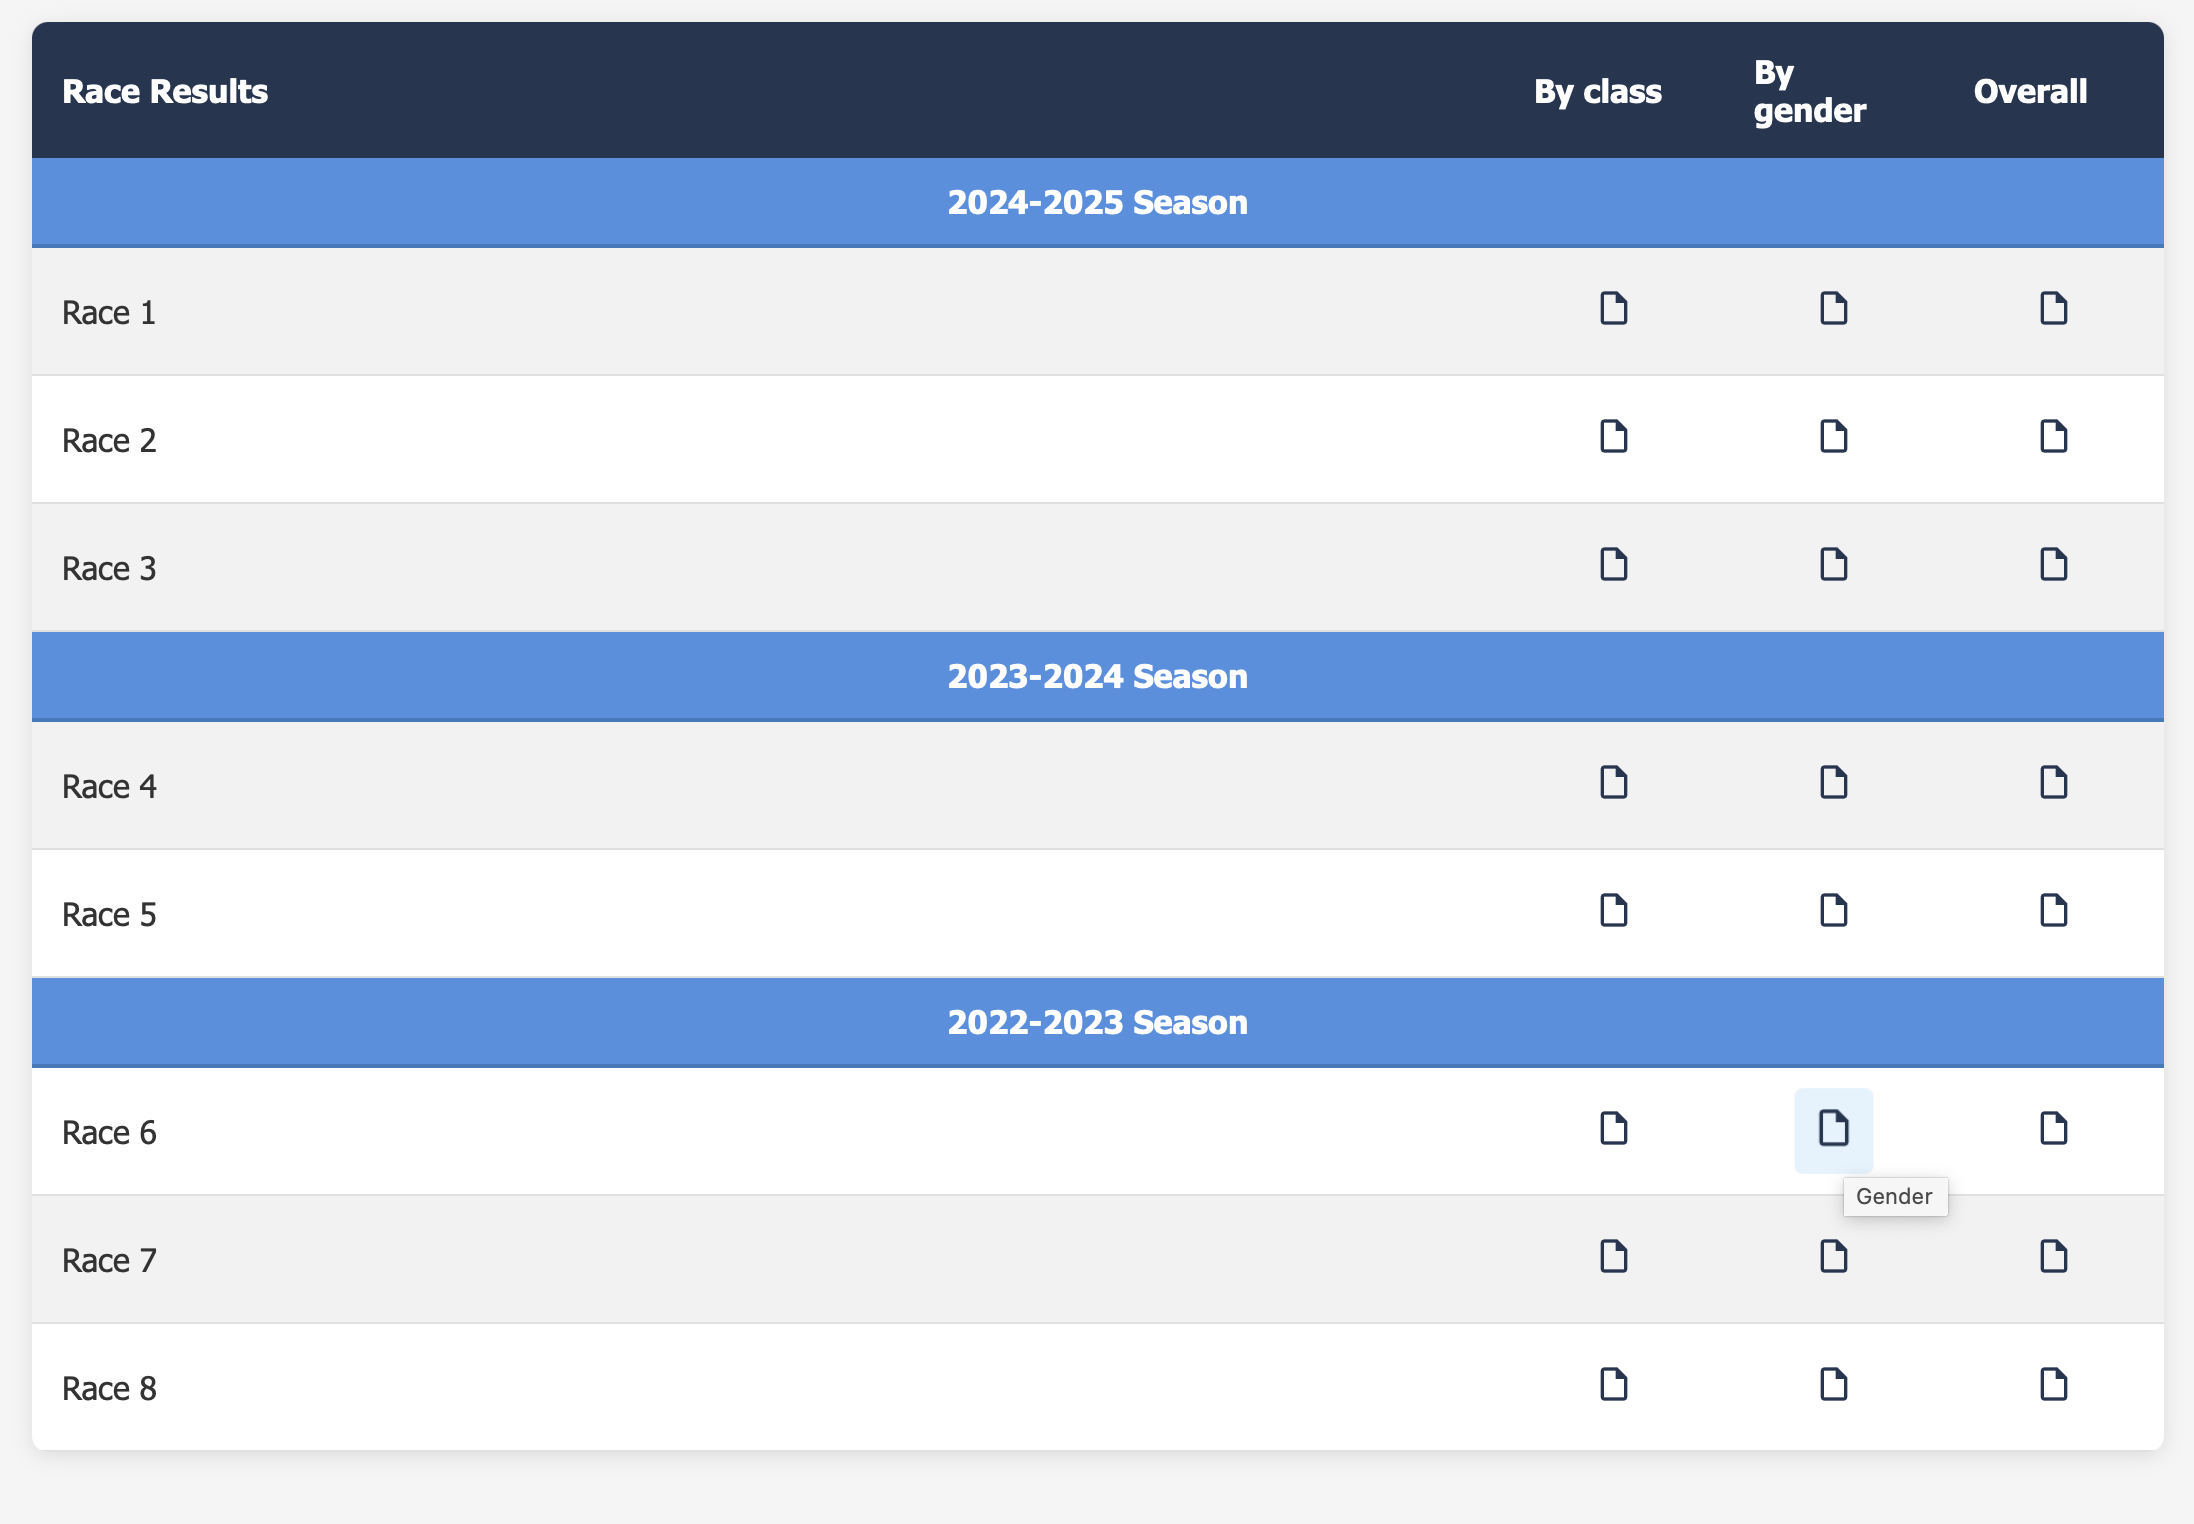 Race Results
By class
By
gender
Overall
2024-2025 Season
Race 1
Race 2
Race 3
2023-2024 Season
Race 4
Race 5
2022-2023 Season
Race 6
Gender
Race 7
Race 8